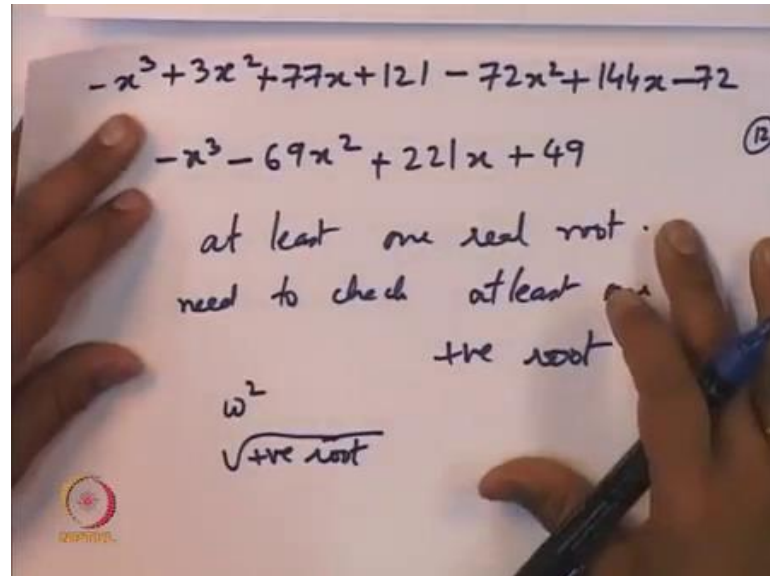 -x³ + 3x² + 77x + 121 - 72x² + 144x - 72
12
-x³ - 69x² + 221x + 49
at least one real root.
need to check atleast
+ve root
ω²
√+ve root